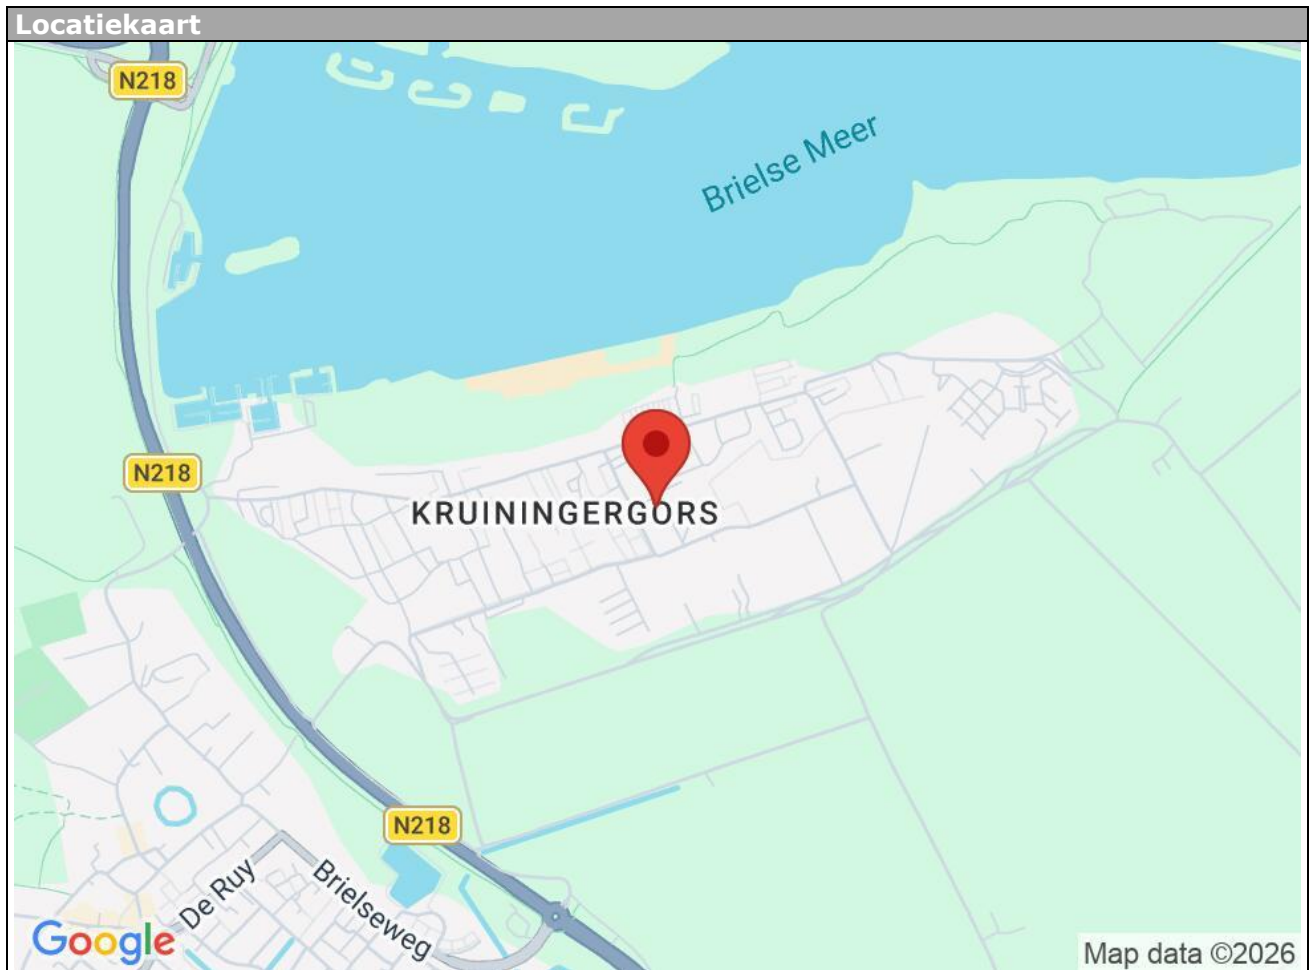 Locatiekaart
N218
Brielse Meer
N218
KRUININGERGORS
N218
De Ruy
Brielseweg
Google
Map data ©2026